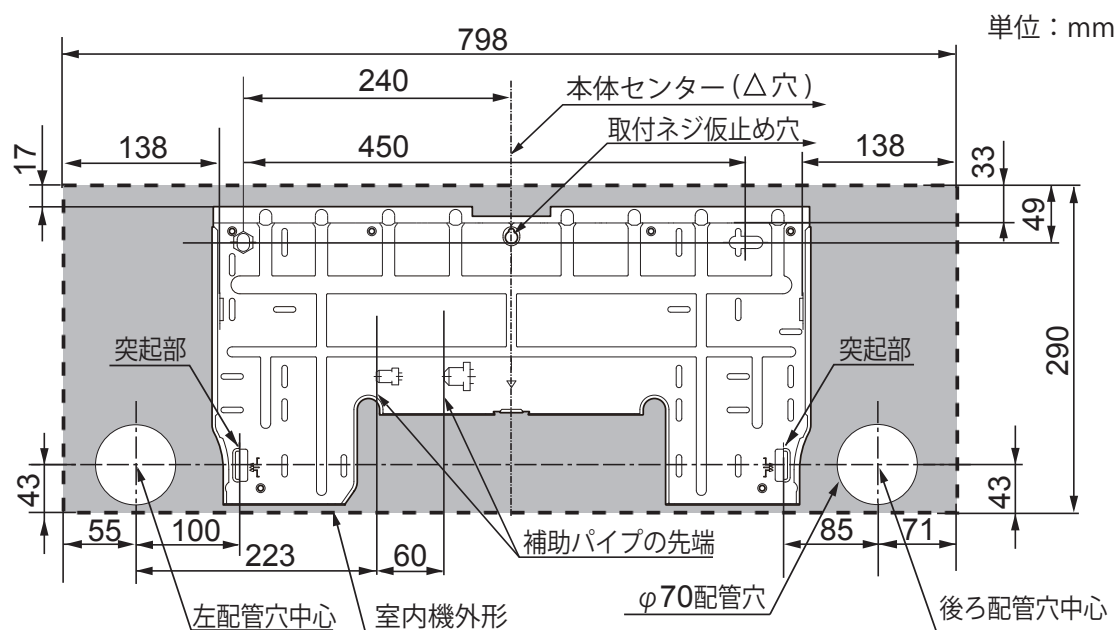 単位：mm
798
240
本体センター (△穴)
取付ネジ仮止め穴
17
138
450
138
33
49
290
突起部
突起部
43
43
55
100
85
71
223
60
補助パイプの先端
φ70配管穴
左配管穴中心
室内機外形
後ろ配管穴中心